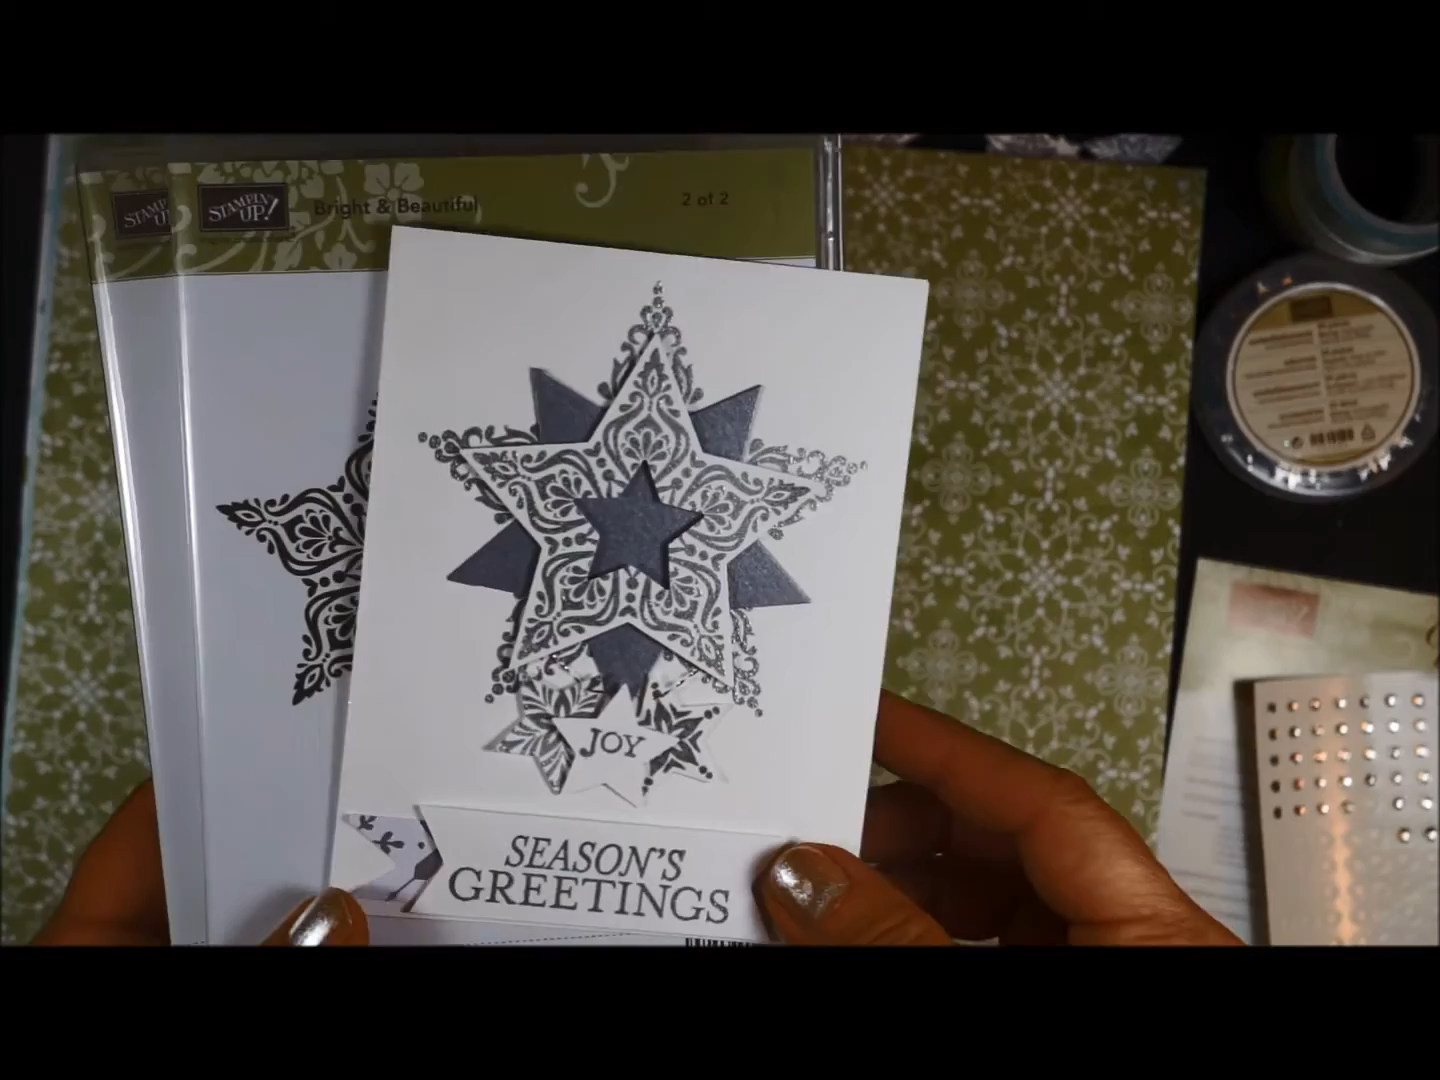 STAMPIN' UP!
Bright & Beautiful
2 of 2
JOY
SEASON'S
GREETINGS